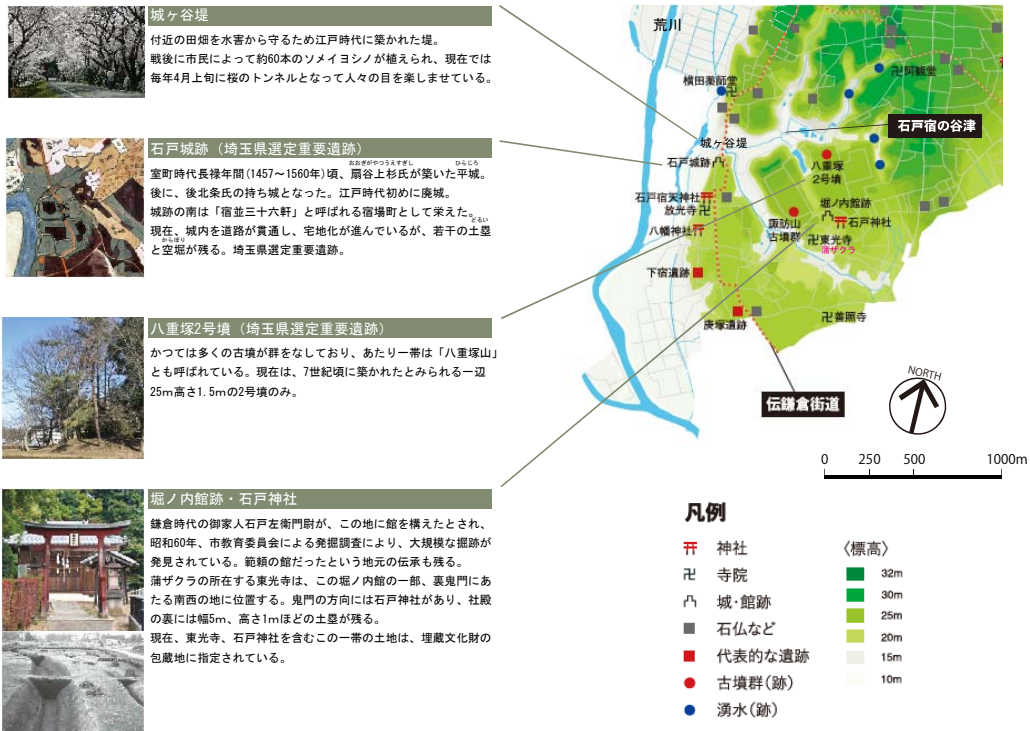 城ヶ谷堤
付近の田畑を水害から守るため江戸時代に築かれた堤。
戦後に市民によって約60本のソメイヨシノが植えられ、現在では
毎年4月上旬に桜のトンネルとなって人々の目を楽しませている。
石戸城跡（埼玉県選定重要遺跡）
おおぎがやつうえすぎし ひらじろ
室町時代長禄年間(1457～1560年)頃、扇谷上杉氏が築いた平城。
後に、後北条氏の持ち城となった。江戸時代初めに廃城。
城跡の南は「宿並三十六軒」と呼ばれる宿場町として栄えた。
どるい
現在、城内を道路が貫通し、宅地化が進んでいるが、若干の土塁
からぼり
と空堀が残る。埼玉県選定重要遺跡。
八重塚2号墳（埼玉県選定重要遺跡）
かつては多くの古墳が群をなしており、あたり一帯は「八重塚山」
とも呼ばれている。現在は、7世紀頃に築かれたとみられる一辺
25m高さ1.5mの2号墳のみ。
堀ノ内館跡・石戸神社
鎌倉時代の御家人石戸左衛門尉が、この地に館を構えたとされ、
昭和60年、市教育委員会による発掘調査により、大規模な掘跡が
発見されている。範頼の館だったという地元の伝承も残る。
蒲ザクラの所在する東光寺は、この堀ノ内館の一部、裏鬼門にあ
たる南西の地に位置する。鬼門の方向には石戸神社があり、社殿
の裏には幅5m、高さ1mほどの土塁が残る。
現在、東光寺、石戸神社を含むこの一帯の土地は、埋蔵文化財の
包蔵地に指定されている。
荒川
横田薬師堂
阿観堂
石戸宿の谷津
城ヶ谷堤
石戸城跡
八重塚
2号墳
石戸宿天神社
放光寺
堀ノ内館跡
石戸神社
諏訪山
古墳群
八幡神社
東光寺
蒲ザクラ
下宿遺跡
庚塚遺跡
善照寺
伝鎌倉街道
NORTH
0 250 500 1000m
凡例
神社
寺院
城・館跡
石仏など
代表的な遺跡
古墳群（跡）
湧水（跡）
〈標高〉
32m
30m
25m
20m
15m
10m